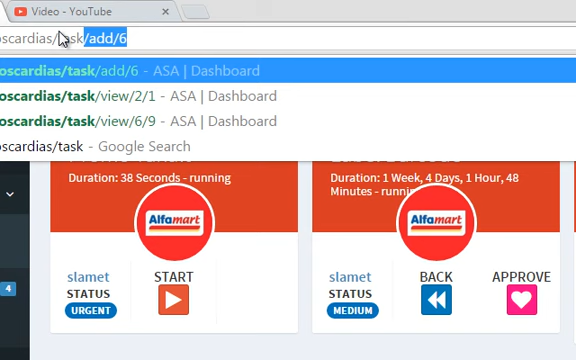 Video - YouTube ×
oscardias/task/add/6
oscardias/task/add/6 - ASA | Dashboard
oscardias/task/view/2/1 - ASA | Dashboard
oscardias/task/view/6/9 - ASA | Dashboard
oscardias/task - Google Search
Duration: 38 Seconds - running
Duration: 1 Week, 4 Days, 1 Hour, 48
Minutes - running
Alfamart
Alfamart
slamet
START
slamet
BACK
APPROVE
STATUS
STATUS
4
URGENT
MEDIUM